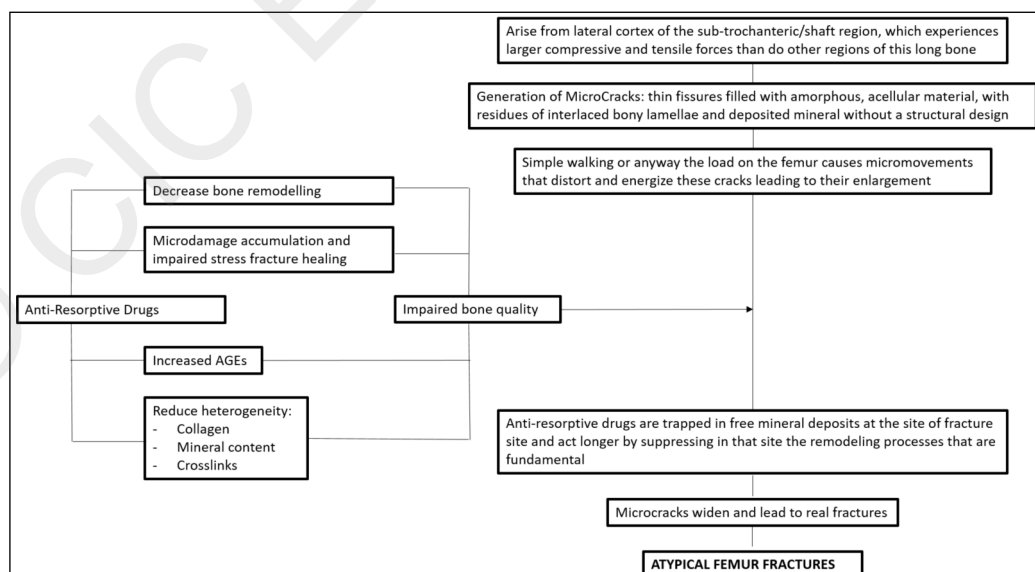 Arise from lateral cortex of the sub-trochanteric/shaft region, which experiences
larger compressive and tensile forces than do other regions of this long bone
Generation of MicroCracks: thin fissures filled with amorphous, acellular material, with
residues of interlaced bony lamellae and deposited mineral without a structural design
Simple walking or anyway the load on the femur causes micromovements
that distort and energize these cracks leading to their enlargement
Decrease bone remodelling
Microdamage accumulation and
impaired stress fracture healing
Anti-Resorptive Drugs
Impaired bone quality
Increased AGEs
Reduce heterogeneity:
- Collagen
- Mineral content
- Crosslinks
Anti-resorptive drugs are trapped in free mineral deposits at the site of fracture
site and act longer by suppressing in that site the remodeling processes that are
fundamental
Microcracks widen and lead to real fractures
ATYPICAL FEMUR FRACTURES
CIC